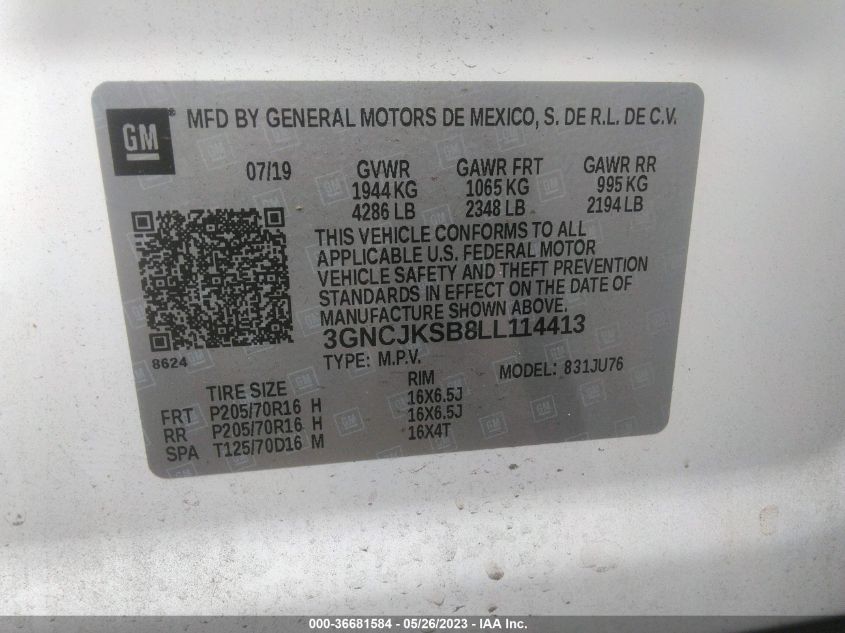 GM® MFD BY GENERAL MOTORS DE MEXICO, S. DE R.L. DE C.V.
07/19 GVWR GAWR FRT GAWR RR
1944 KG 1065 KG 995 KG
4286 LB 2348 LB 2194 LB
THIS VEHICLE CONFORMS TO ALL
APPLICABLE U.S. FEDERAL MOTOR
VEHICLE SAFETY AND THEFT PREVENTION
STANDARDS IN EFFECT ON THE DATE OF
MANUFACTURE SHOWN ABOVE.
3GNCJKSB8LL114413
8624 TYPE: M.P.V. MODEL: 831JU76
TIRE SIZE RIM
FRT P205/70R16 H 16X6.5J
RR P205/70R16 H 16X6.5J
SPA T125/70D16 M 16X4T
000-36681584 - 05/26/2023 - IAA Inc.